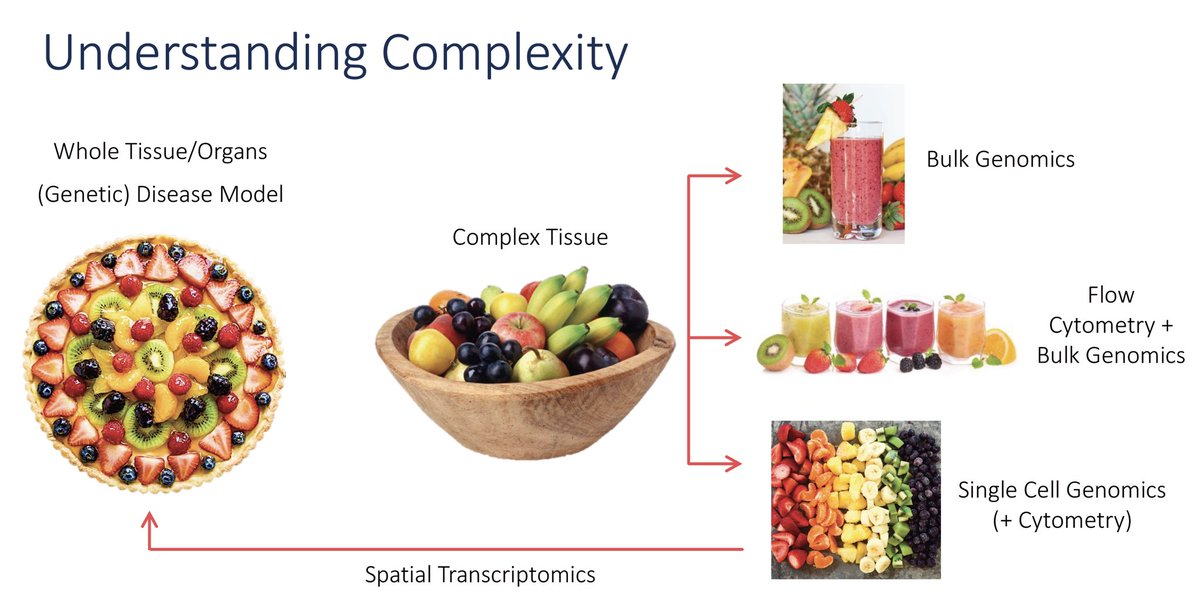 Understanding Complexity
Whole Tissue/Organs
(Genetic) Disease Model
Complex Tissue
Bulk Genomics
Flow
Cytometry +
Bulk Genomics
Single Cell Genomics
(+ Cytometry)
Spatial Transcriptomics